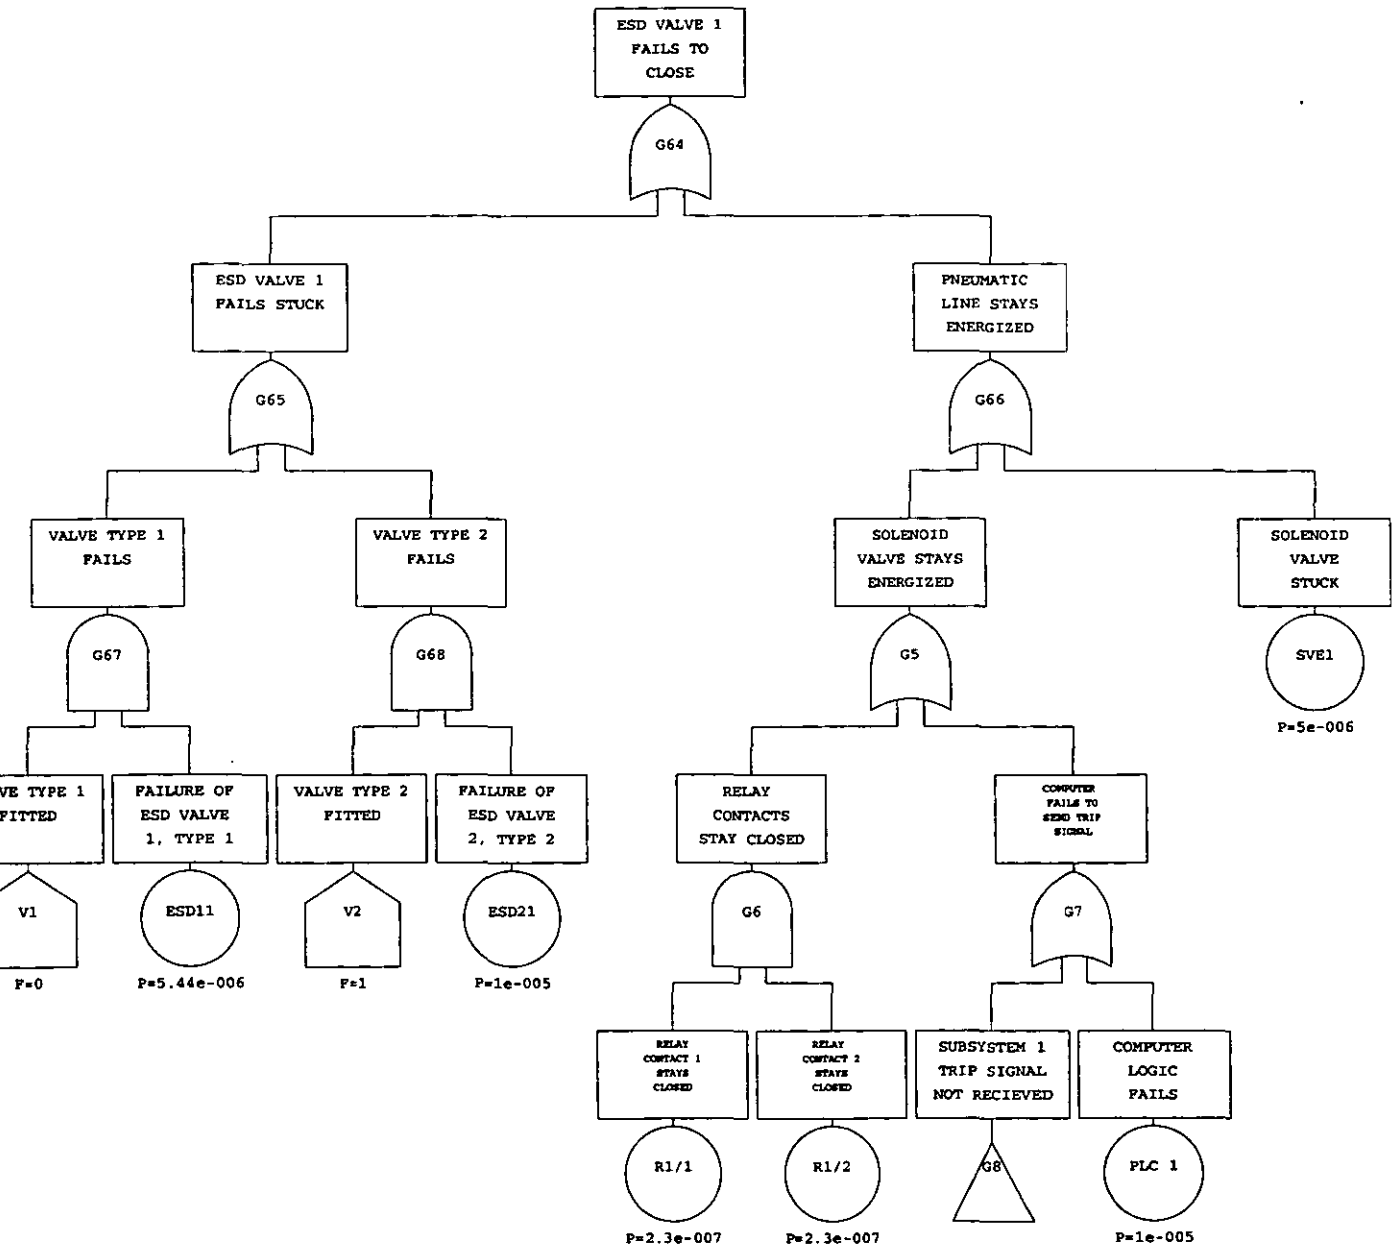 ESD VALVE 1
FAILS TO
CLOSE
G64
ESD VALVE 1
FAILS STUCK
PNEUMATIC
LINE STAYS
ENERGIZED
G65
G66
VALVE TYPE 1
FAILS
VALVE TYPE 2
FAILS
SOLENOID
VALVE STAYS
ENERGIZED
SOLENOID
VALVE
STUCK
G67
G68
G5
SVE1
P=5e-006
VE TYPE 1
FITTED
FAILURE OF
ESD VALVE
1, TYPE 1
VALVE TYPE 2
FITTED
FAILURE OF
ESD VALVE
2, TYPE 2
RELAY
CONTACTS
STAY CLOSED
COMPUTER
FAILS TO
SEND TRIP
SIGNAL
V1
ESD11
V2
ESD21
G6
G7
P=0
P=5.44e-006
P=1
P=1e-005
RELAY
CONTACT 1
STAYS
CLOSED
RELAY
CONTACT 2
STAYS
CLOSED
SUBSYSTEM 1
TRIP SIGNAL
NOT RECIEVED
COMPUTER
LOGIC
FAILS
R1/1
R1/2
G8
PLC 1
P=2.3e-007
P=2.3e-007
P=1e-005